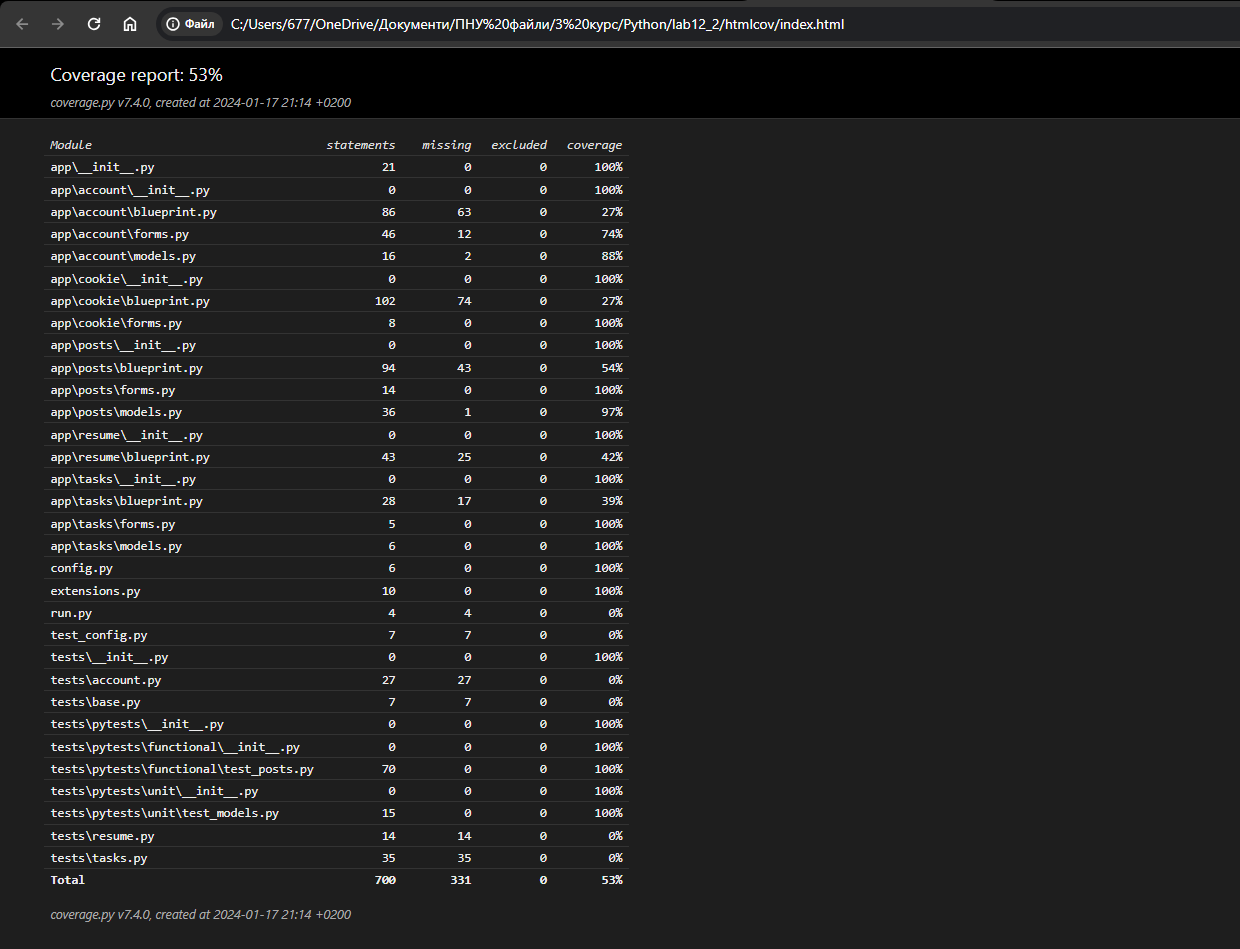 Файл C:/Users/677/OneDrive/Документи/ПНУ%20файли/3%20курс/Python/lab12_2/htmlcov/index.html
Coverage report: 53%
coverage.py v7.4.0, created at 2024-01-17 21:14 +0200
Module statements missing excluded coverage
app\__init__.py 21 0 0 100%
app\account\__init__.py 0 0 0 100%
app\account\blueprint.py 86 63 0 27%
app\account\forms.py 46 12 0 74%
app\account\models.py 16 2 0 88%
app\cookie\__init__.py 0 0 0 100%
app\cookie\blueprint.py 102 74 0 27%
app\cookie\forms.py 8 0 0 100%
app\posts\__init__.py 0 0 0 100%
app\posts\blueprint.py 94 43 0 54%
app\posts\forms.py 14 0 0 100%
app\posts\models.py 36 1 0 97%
app\resume\__init__.py 0 0 0 100%
app\resume\blueprint.py 43 25 0 42%
app\tasks\__init__.py 0 0 0 100%
app\tasks\blueprint.py 28 17 0 39%
app\tasks\forms.py 5 0 0 100%
app\tasks\models.py 6 0 0 100%
config.py 6 0 0 100%
extensions.py 10 0 0 100%
run.py 4 4 0 0%
test_config.py 7 7 0 0%
tests\__init__.py 0 0 0 100%
tests\account.py 27 27 0 0%
tests\base.py 7 7 0 0%
tests\pytests\__init__.py 0 0 0 100%
tests\pytests\functional\__init__.py 0 0 0 100%
tests\pytests\functional\test_posts.py 70 0 0 100%
tests\pytests\unit\__init__.py 0 0 0 100%
tests\pytests\unit\test_models.py 15 0 0 100%
tests\resume.py 14 14 0 0%
tests\tasks.py 35 35 0 0%
Total 700 331 0 53%
coverage.py v7.4.0, created at 2024-01-17 21:14 +0200